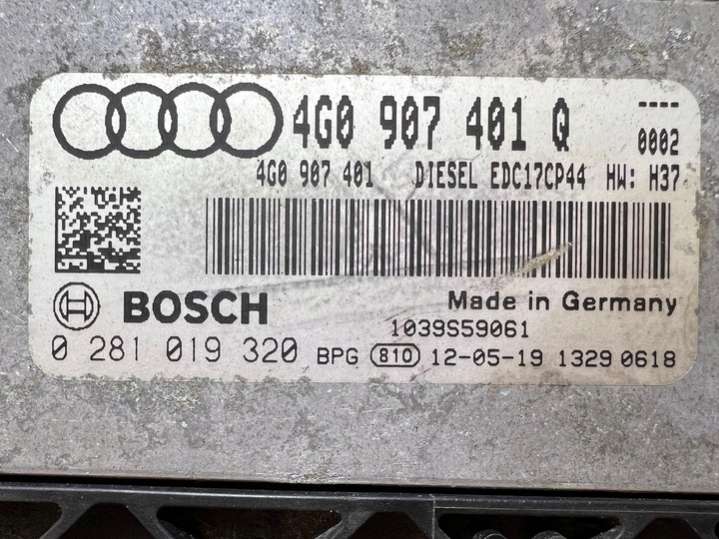 4G0 907 401 Q ----
0002
4G0 907 401 DIESEL EDC17CP44 HW: H37
BOSCH Made in Germany
1039S59061
0 281 019 320 BPG 810 12-05-19 1329 0618